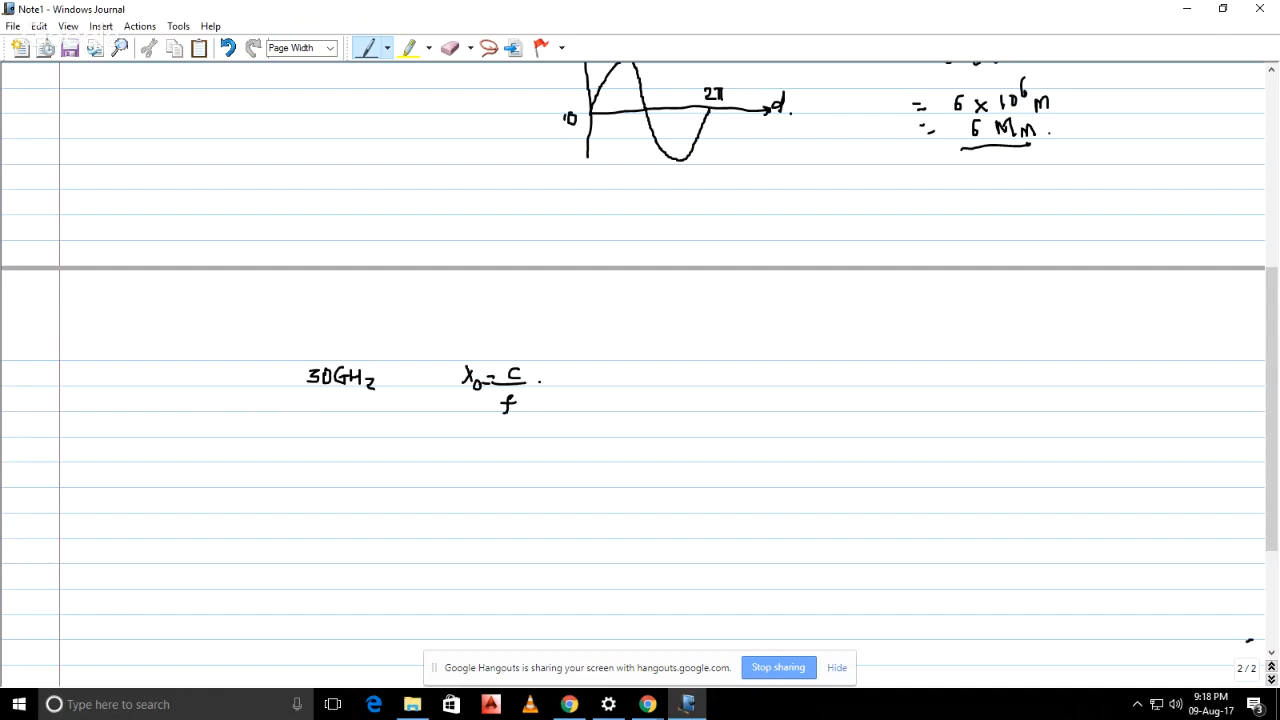 Note1 - Windows Journal
File Edit View Insert Actions Tools Help
Page Width
2π
d.
10
= 6 × 10⁶ m
= 6 Mm.
30GHz λ₀ = c/f.
Google Hangouts is sharing your screen with hangouts.google.com. Stop sharing Hide
2 / 2
Type here to search
9:18 PM
09-Aug-17
3